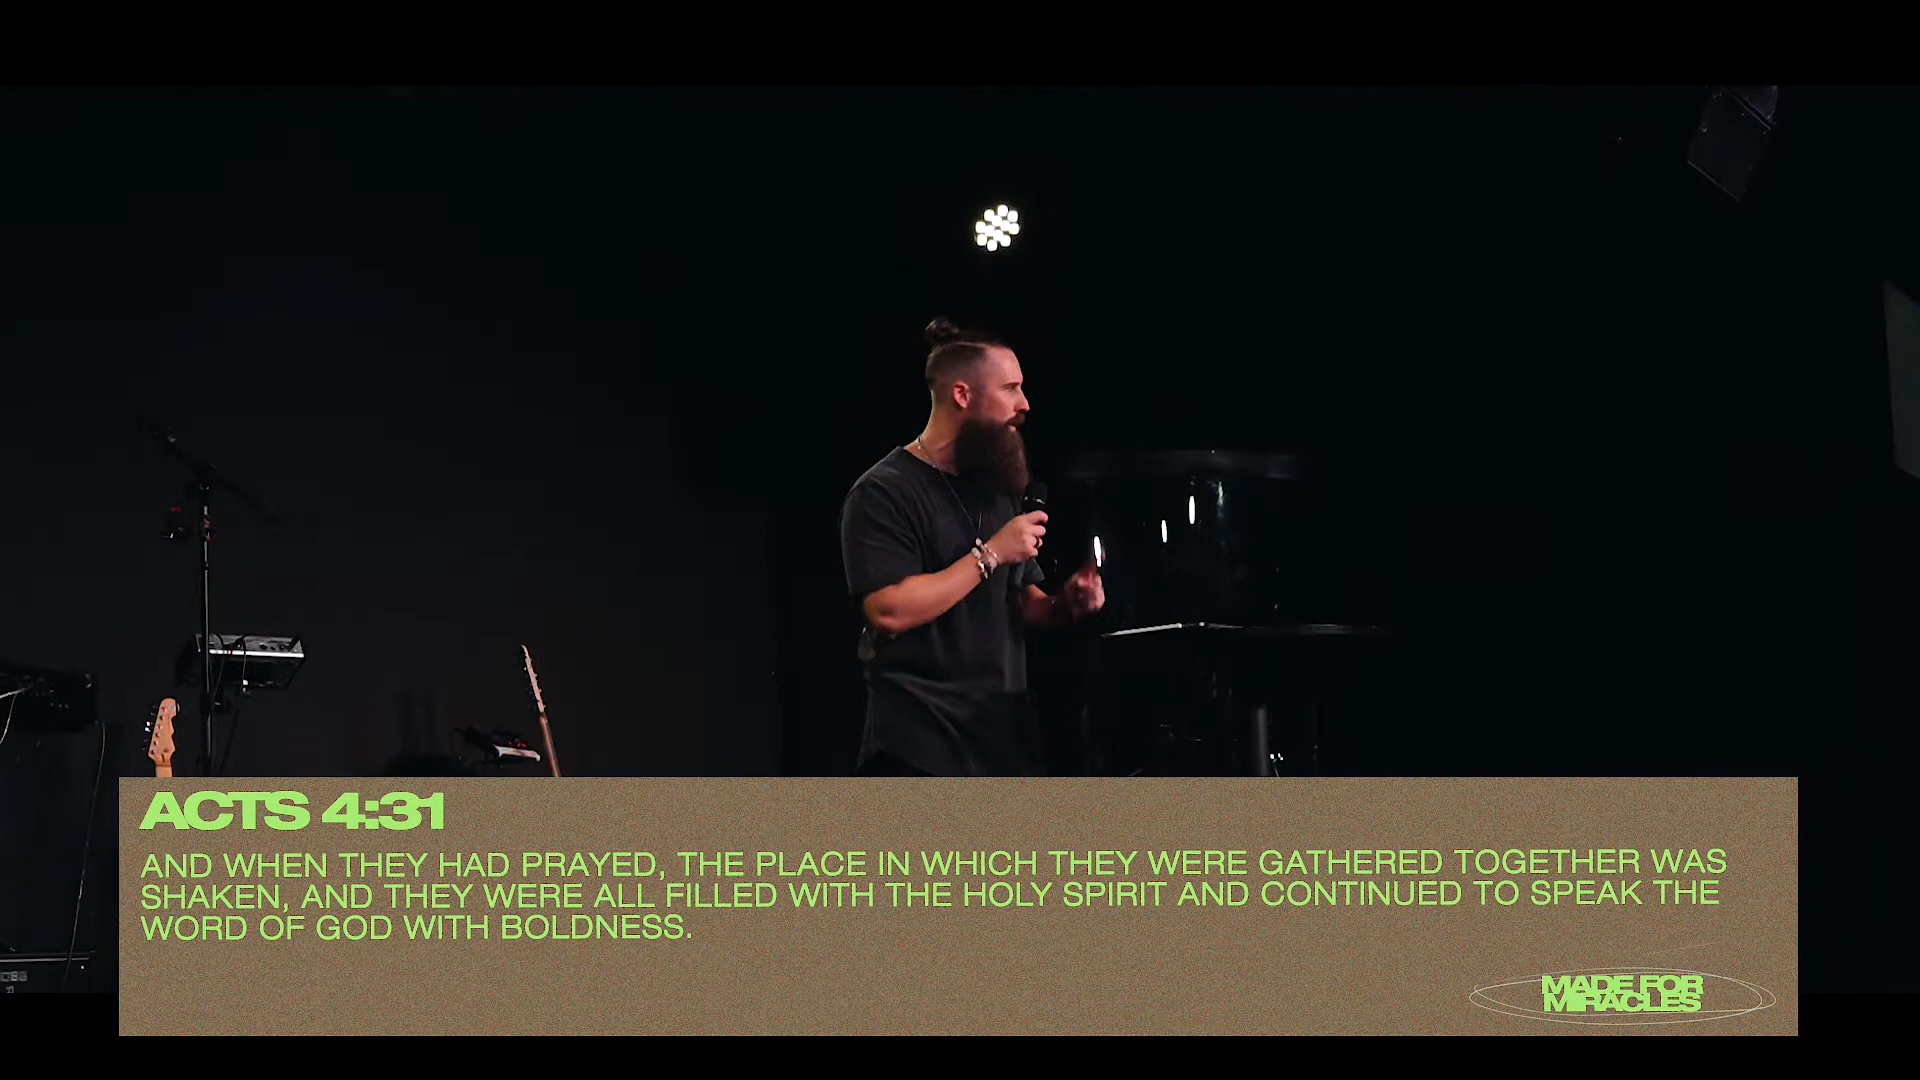 ACTS 4:31
AND WHEN THEY HAD PRAYED, THE PLACE IN WHICH THEY WERE GATHERED TOGETHER WAS
SHAKEN, AND THEY WERE ALL FILLED WITH THE HOLY SPIRIT AND CONTINUED TO SPEAK THE
WORD OF GOD WITH BOLDNESS.
MADE FOR
MIRACLES